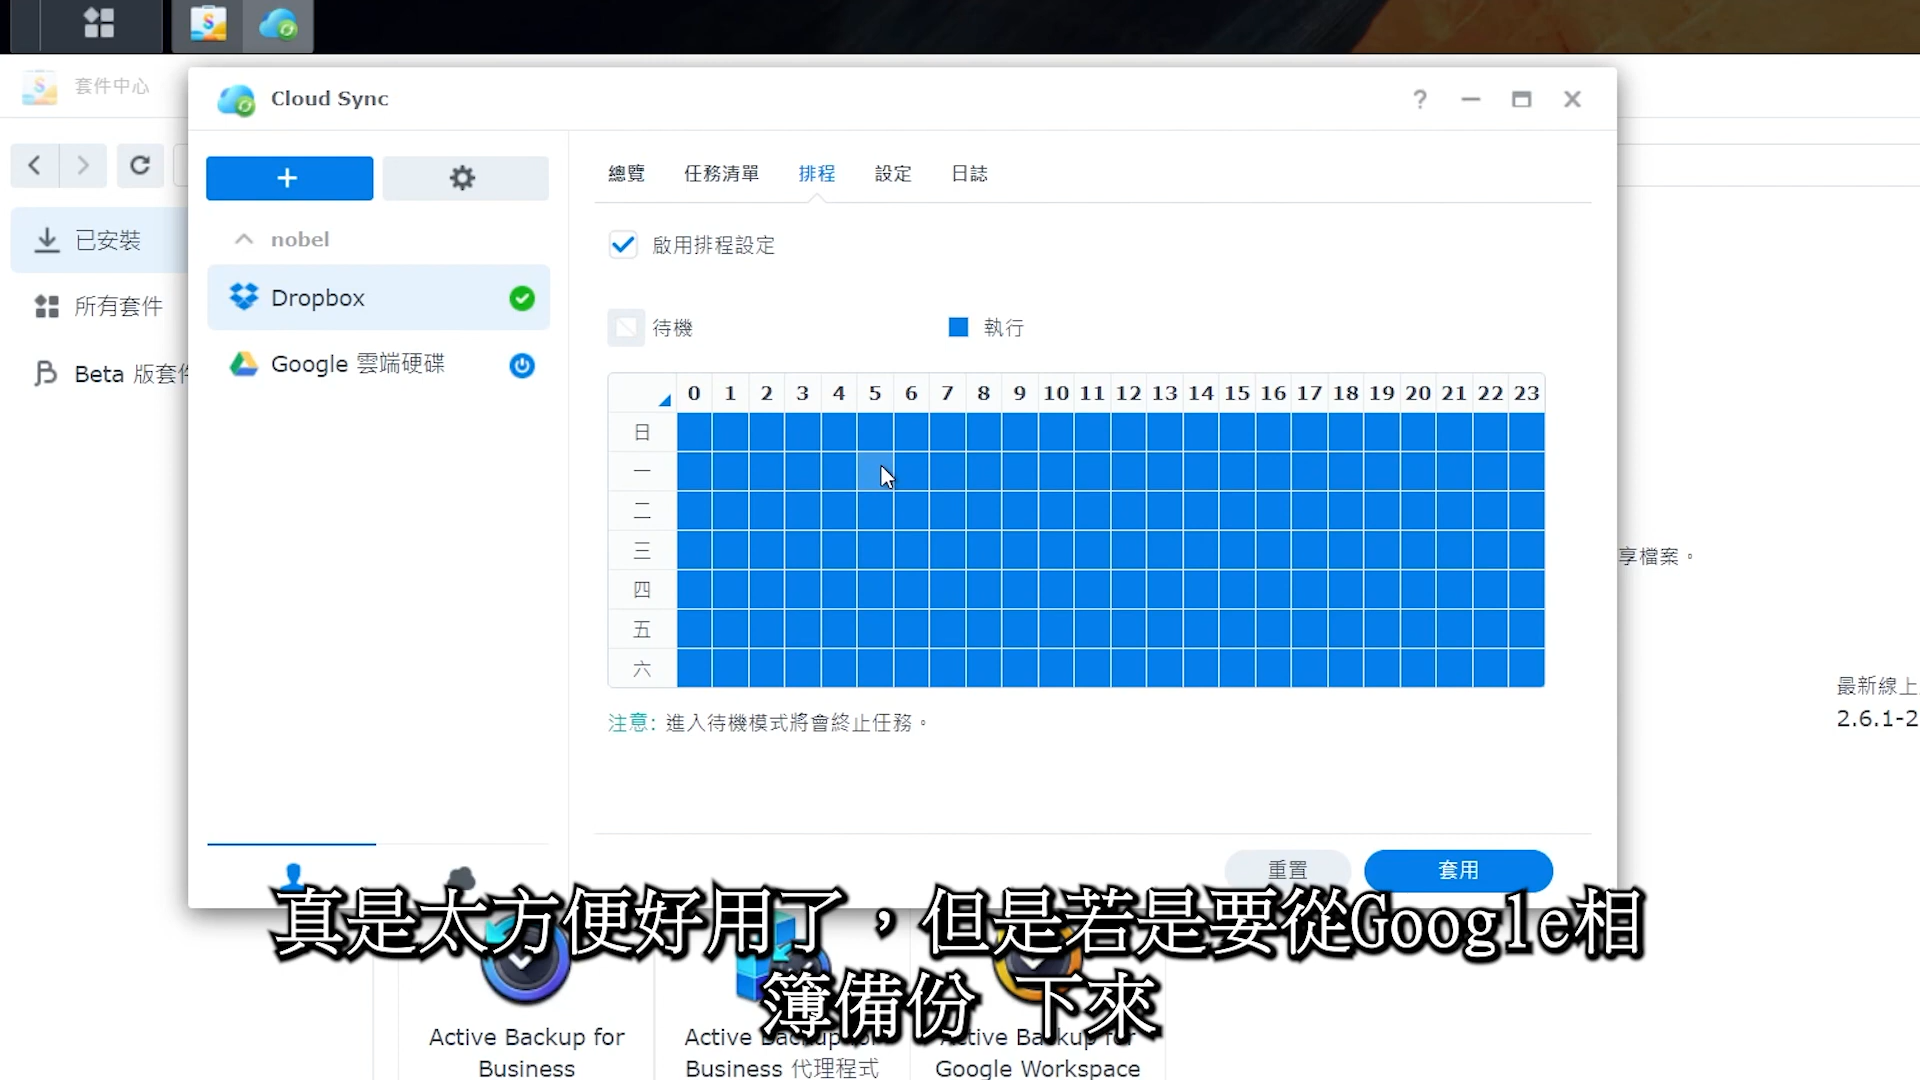 套件中心
Cloud Sync
已安裝
所有套件
Beta 版套件
nobel
Dropbox
Google 雲端硬碟
總覽 任務清單 排程 設定 日誌
啟用排程設定
待機 執行
0 1 2 3 4 5 6 7 8 9 10 11 12 13 14 15 16 17 18 19 20 21 22 23
日
一
二
三
四
五
六
注意: 進入待機模式將會終止任務。
重置 套用
享檔案。
最新線上
2.6.1-2
真是太方便好用了，但是若是要從Google相
簿備份 下來
Active Backup for
Business
Active Backup for
Business 代理程式
Active Backup for
Google Workspace